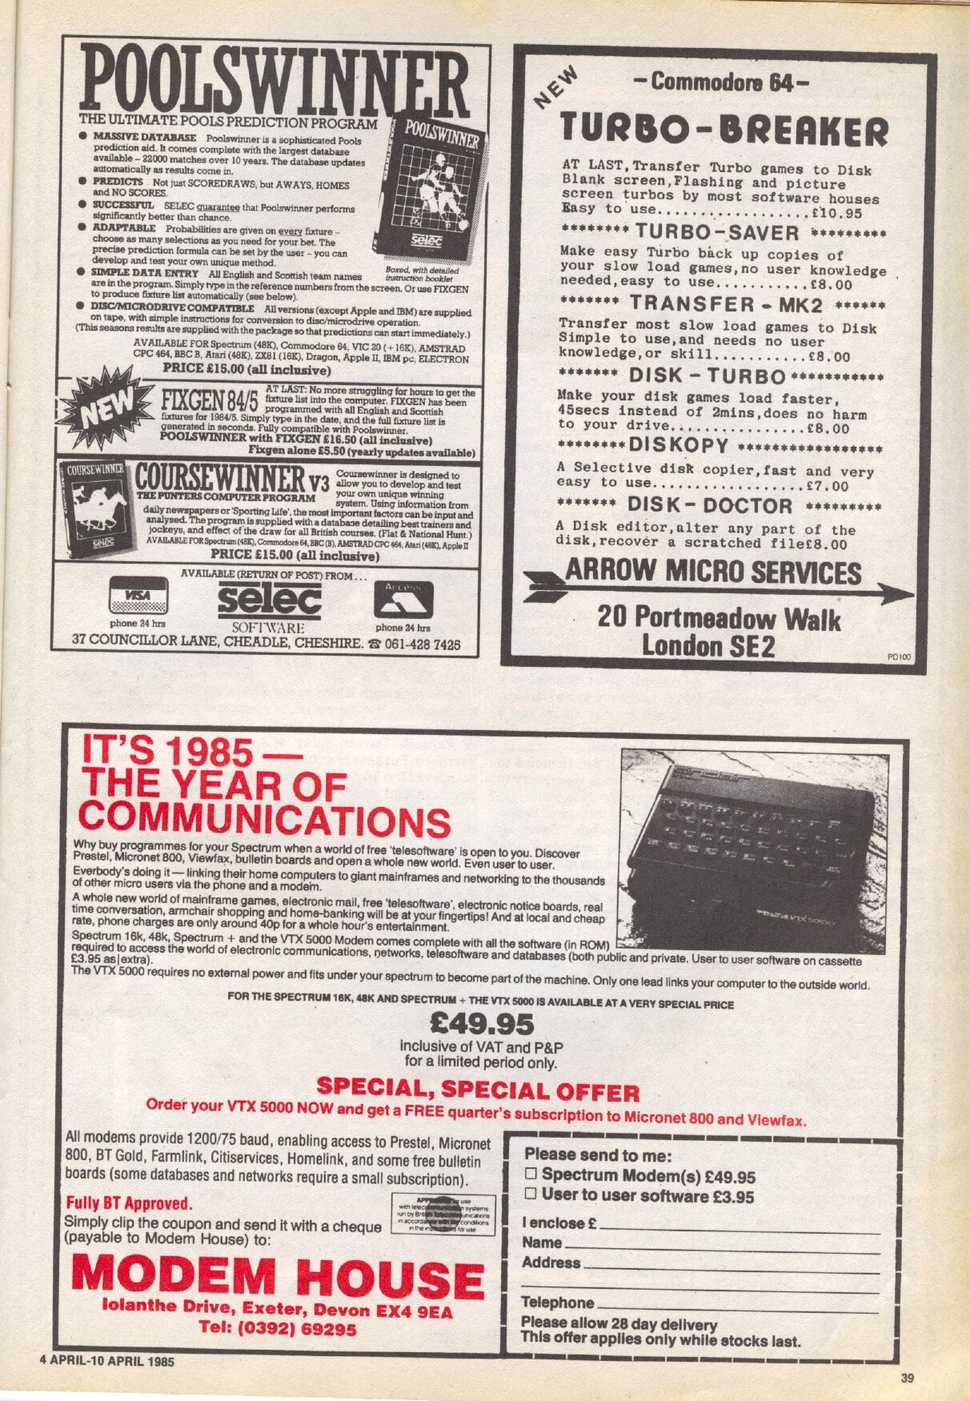 POOLSWINNER
THE ULTIMATE POOLS PREDICTION PROGRAM
● MASSIVE DATABASE Poolswinner is a sophisticated Pools
prediction aid. It comes complete with the largest database
available – 22000 matches over 10 years. The database updates
automatically as results come in.
● PREDICTS Not just SCOREDRAWS, but AWAYS, HOMES
and NO SCORES.
● SUCCESSFUL SELEC guarantee that Poolswinner performs
significantly better than chance.
● ADAPTABLE Probabilities are given on every fixture –
choose as many selections as you need for your bet. The
precise prediction formula can be set by the user – you can
develop and test your own unique method.
● SIMPLE DATA ENTRY All English and Scottish team names
are in the program. Simply type in the reference numbers from the screen. Or use FIXGEN
to produce fixture list automatically (see below).
● DISC/MICRODRIVE COMPATIBLE All versions (except Apple and IBM) are supplied
on tape, with simple instructions for conversion to disc/microdrive operation.
(This seasons results are supplied with the package so that predictions can start immediately.)
AVAILABLE FOR Spectrum (48K), Commodore 64, VIC 20 (+16K), AMSTRAD
CPC 464, BBC B, Atari (48K), ZX81 (16K), Dragon, Apple II, IBM pc, ELECTRON
PRICE £15.00 (all inclusive)
POOLSWINNER
selec
Boxed, with detailed
instruction booklet
NEW
FIXGEN 84/5
AT LAST: No more struggling for hours to get the
fixture list into the computer. FIXGEN has been
programmed with all English and Scottish
fixtures for 1984/5. Simply type in the date, and the full fixture list is
generated in seconds. Fully compatible with Poolswinner.
POOLSWINNER with FIXGEN £16.50 (all inclusive)
Fixgen alone £5.50 (yearly updates available)
COURSEWINNER
selec
COURSEWINNER V3
THE PUNTERS COMPUTER PROGRAM
Coursewinner is designed to
allow you to develop and test
your own unique winning
system. Using information from
daily newspapers or 'Sporting Life', the most important factors can be input and
analysed. The program is supplied with a database detailing best trainers and
jockeys, and effect of the draw for all British courses. (Flat & National Hunt.)
AVAILABLE FOR Spectrum (48K), Commodore 64, BBC (B), AMSTRAD CPC 464, Atari (48K), Apple II
PRICE £15.00 (all inclusive)
AVAILABLE (RETURN OF POST) FROM...
VISA
phone 24 hrs
selec
SOFTWARE
Access
phone 24 hrs
37 COUNCILLOR LANE, CHEADLE, CHESHIRE. ☎ 061-428 7425
NEW
– Commodore 64 –
TURBO-BREAKER
AT LAST,Transfer Turbo games to Disk
Blank screen,Flashing and picture
screen turbos by most software houses
Easy to use..................£10.95
******** TURBO-SAVER *********
Make easy Turbo back up copies of
your slow load games,no user knowledge
needed,easy to use...........£8.00
******* TRANSFER - MK2 ******
Transfer most slow load games to Disk
Simple to use,and needs no user
knowledge,or skill...........£8.00
******* DISK - TURBO ***********
Make your disk games load faster,
45secs instead of 2mins,does no harm
to your drive................£8.00
******** DISKOPY *****************
A Selective disk copier,fast and very
easy to use..................£7.00
******* DISK - DOCTOR *********
A Disk editor,alter any part of the
disk,recover a scratched file£8.00
ARROW MICRO SERVICES
20 Portmeadow Walk
London SE2
PD100
IT'S 1985 —
THE YEAR OF
COMMUNICATIONS
Why buy programmes for your Spectrum when a world of free 'telesoftware' is open to you. Discover
Prestel, Micronet 800, Viewfax, bulletin boards and open a whole new world. Even user to user.
Everbody's doing it — linking their home computers to giant mainframes and networking to the thousands
of other micro users via the phone and a modem.
A whole new world of mainframe games, electronic mail, free 'telesoftware', electronic notice boards, real
time conversation, armchair shopping and home-banking will be at your fingertips! And at local and cheap
rate, phone charges are only around 40p for a whole hour's entertainment.
Spectrum 16k, 48k, Spectrum + and the VTX 5000 Modem comes complete with all the software (in ROM)
required to access the world of electronic communications, networks, telesoftware and databases (both public and private. User to user software on cassette
£3.95 as extra).
The VTX 5000 requires no external power and fits under your spectrum to become part of the machine. Only one lead links your computer to the outside world.
FOR THE SPECTRUM 16K, 48K AND SPECTRUM + THE VTX 5000 IS AVAILABLE AT A VERY SPECIAL PRICE
£49.95
inclusive of VAT and P&P
for a limited period only.
SPECIAL, SPECIAL OFFER
Order your VTX 5000 NOW and get a FREE quarter's subscription to Micronet 800 and Viewfax.
All modems provide 1200/75 baud, enabling access to Prestel, Micronet
800, BT Gold, Farmlink, Citiservices, Homelink, and some free bulletin
boards (some databases and networks require a small subscription).
Fully BT Approved.
Simply clip the coupon and send it with a cheque
(payable to Modem House) to:
APPROVED for use
with telecommunication systems
run by British Telecommunications
in accordance with the conditions
in the instructions for use
MODEM HOUSE
Iolanthe Drive, Exeter, Devon EX4 9EA
Tel: (0392) 69295
Please send to me:
☐ Spectrum Modem(s) £49.95
☐ User to user software £3.95
I enclose £
Name
Address
Telephone
Please allow 28 day delivery
This offer applies only while stocks last.
4 APRIL-10 APRIL 1985
39